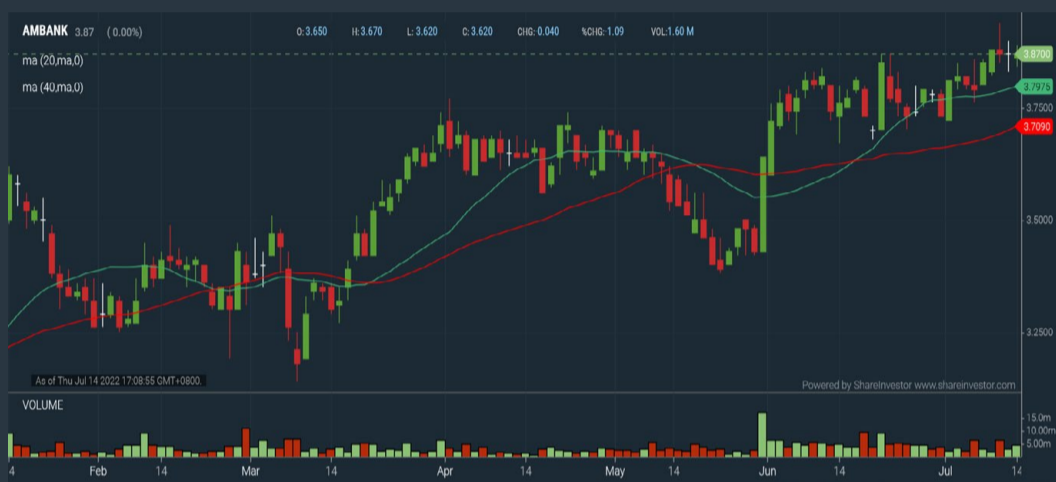 AMBANK 3.87 (0.00%) O:3.650 H:3.670 L:3.620 C:3.620 CHG:-0.040 %CHG:-1.09 VOL:1.60 M
ma (20,ma,0)
ma (40,ma,0)
3.8700
3.7975
3.7500
3.7090
3.5000
3.2500
As of Thu Jul 14 2022 17:08:55 GMT+0800.
Powered by ShareInvestor www.shareinvestor.com
VOLUME
15.0m
10.00m
5.00m
4 Feb 14 Mar 14 Apr 14 May 14 Jun 14 Jul 14